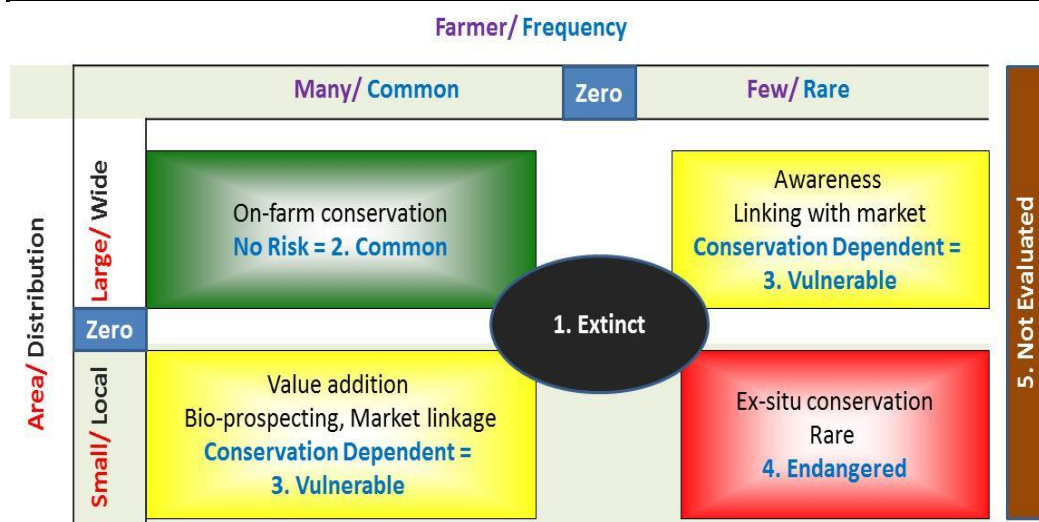 Farmer/ Frequency
Many/ Common
Zero
Few/ Rare
Area/ Distribution
Large/ Wide
On-farm conservation
No Risk = 2. Common
Awareness
Linking with market
Conservation Dependent =
3. Vulnerable
Zero
1. Extinct
Small/ Local
Value addition
Bio-prospecting, Market linkage
Conservation Dependent =
3. Vulnerable
Ex-situ conservation
Rare
4. Endangered
5. Not Evaluated